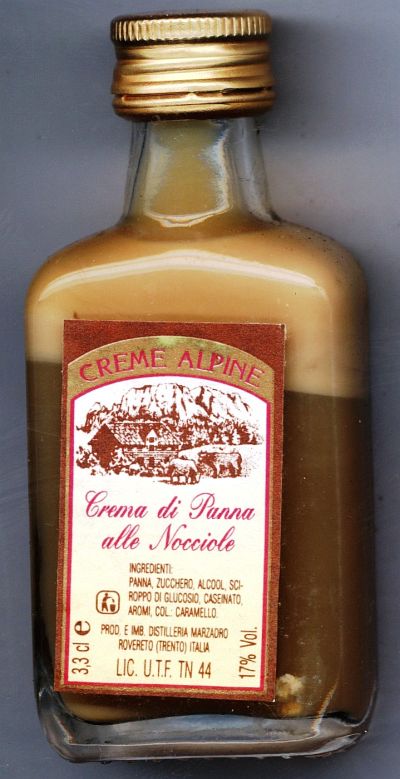 CREME ALPINE
Crema di Panna
alle Nocciole
INGREDIENTI:
PANNA, ZUCCHERO, ALCOOL, SCI-
ROPPO DI GLUCOSIO, CASEINATO,
AROMI, COL.: CARAMELLO.
PROD. E IMB. DISTILLERIA MARZADRO
ROVERETO (TRENTO) ITALIA
LIC. U.T.F. TN 44
3,3 cl e
17% Vol.